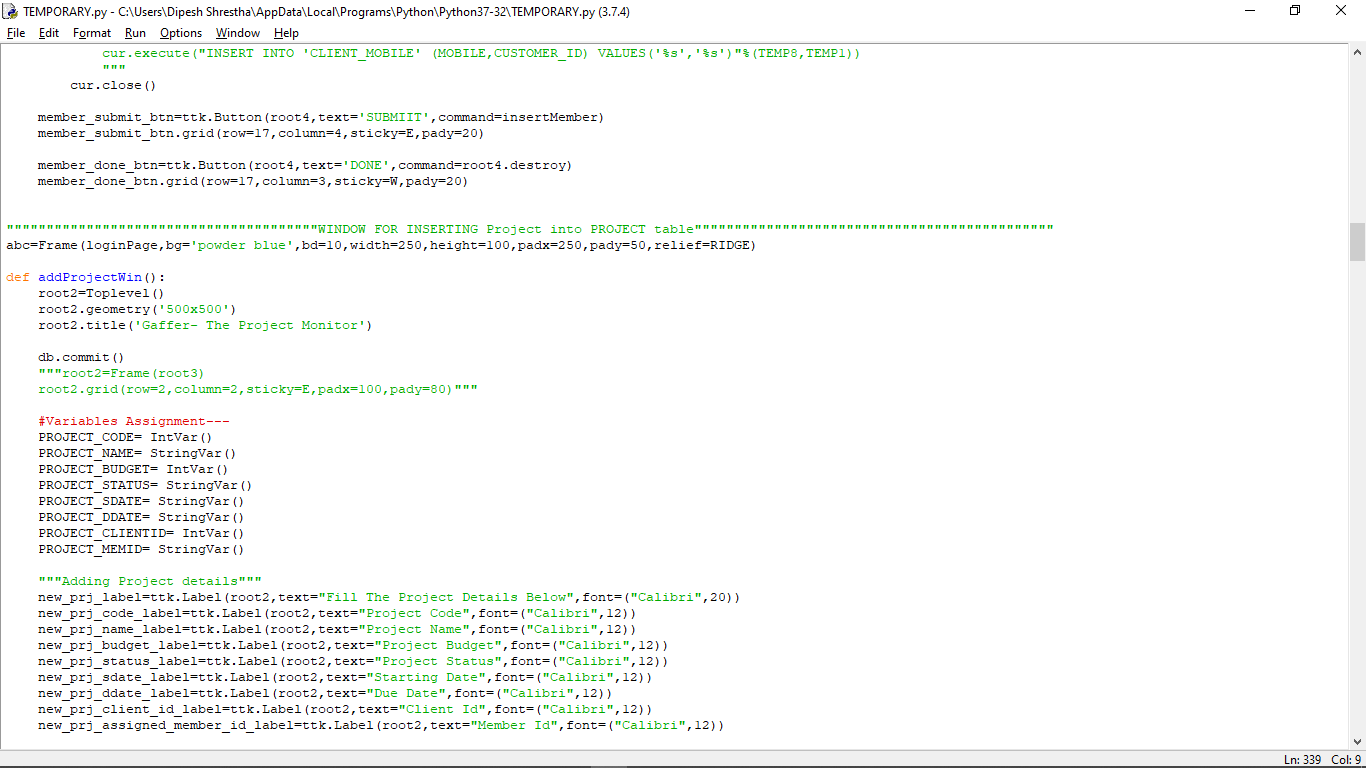 TEMPORARY.py - C:\Users\Dipesh Shrestha\AppData\Local\Programs\Python\Python37-32\TEMPORARY.py (3.7.4)
File Edit Format Run Options Window Help
            cur.execute("INSERT INTO 'CLIENT_MOBILE' (MOBILE,CUSTOMER_ID) VALUES('%s','%s')"%(TEMP8,TEMP1))
            """
        cur.close()

    member_submit_btn=ttk.Button(root4,text='SUBMIIT',command=insertMember)
    member_submit_btn.grid(row=17,column=4,sticky=E,pady=20)

    member_done_btn=ttk.Button(root4,text='DONE',command=root4.destroy)
    member_done_btn.grid(row=17,column=3,sticky=W,pady=20)


"""""""""""""""""""""""""""""""""""""""WINDOW FOR INSERTING Project into PROJECT table"""""""""""""""""""""""""""""""""""""""""""""
abc=Frame(loginPage,bg='powder blue',bd=10,width=250,height=100,padx=250,pady=50,relief=RIDGE)

def addProjectWin():
    root2=Toplevel()
    root2.geometry('500x500')
    root2.title('Gaffer- The Project Monitor')

    db.commit()
    """root2=Frame(root3)
    root2.grid(row=2,column=2,sticky=E,padx=100,pady=80)"""

    #Variables Assignment---
    PROJECT_CODE= IntVar()
    PROJECT_NAME= StringVar()
    PROJECT_BUDGET= IntVar()
    PROJECT_STATUS= StringVar()
    PROJECT_SDATE= StringVar()
    PROJECT_DDATE= StringVar()
    PROJECT_CLIENTID= IntVar()
    PROJECT_MEMID= StringVar()

    """Adding Project details"""
    new_prj_label=ttk.Label(root2,text="Fill The Project Details Below",font=("Calibri",20))
    new_prj_code_label=ttk.Label(root2,text="Project Code",font=("Calibri",12))
    new_prj_name_label=ttk.Label(root2,text="Project Name",font=("Calibri",12))
    new_prj_budget_label=ttk.Label(root2,text="Project Budget",font=("Calibri",12))
    new_prj_status_label=ttk.Label(root2,text="Project Status",font=("Calibri",12))
    new_prj_sdate_label=ttk.Label(root2,text="Starting Date",font=("Calibri",12))
    new_prj_ddate_label=ttk.Label(root2,text="Due Date",font=("Calibri",12))
    new_prj_client_id_label=ttk.Label(root2,text="Client Id",font=("Calibri",12))
    new_prj_assigned_member_id_label=ttk.Label(root2,text="Member Id",font=("Calibri",12))
Ln: 339 Col: 9